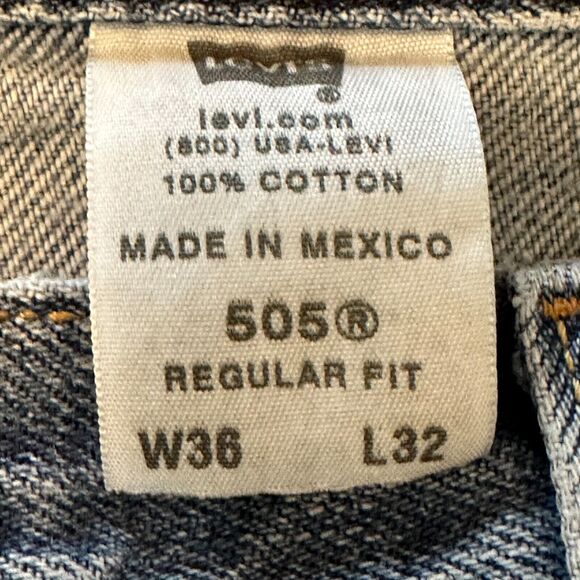 Levi's
®
levi.com
(800) USA-LEVI
100% COTTON
MADE IN MEXICO
505®
REGULAR FIT
W36 L32